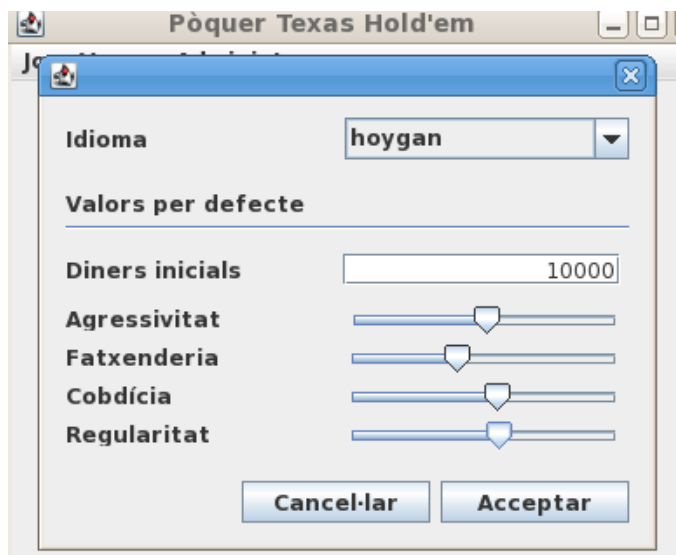 Pòquer Texas Hold'em
Idioma
hoygan
Valors per defecte
Diners inicials
10000
Agressivitat
Fatxenderia
Cobdícia
Regularitat
Cancel·lar
Acceptar